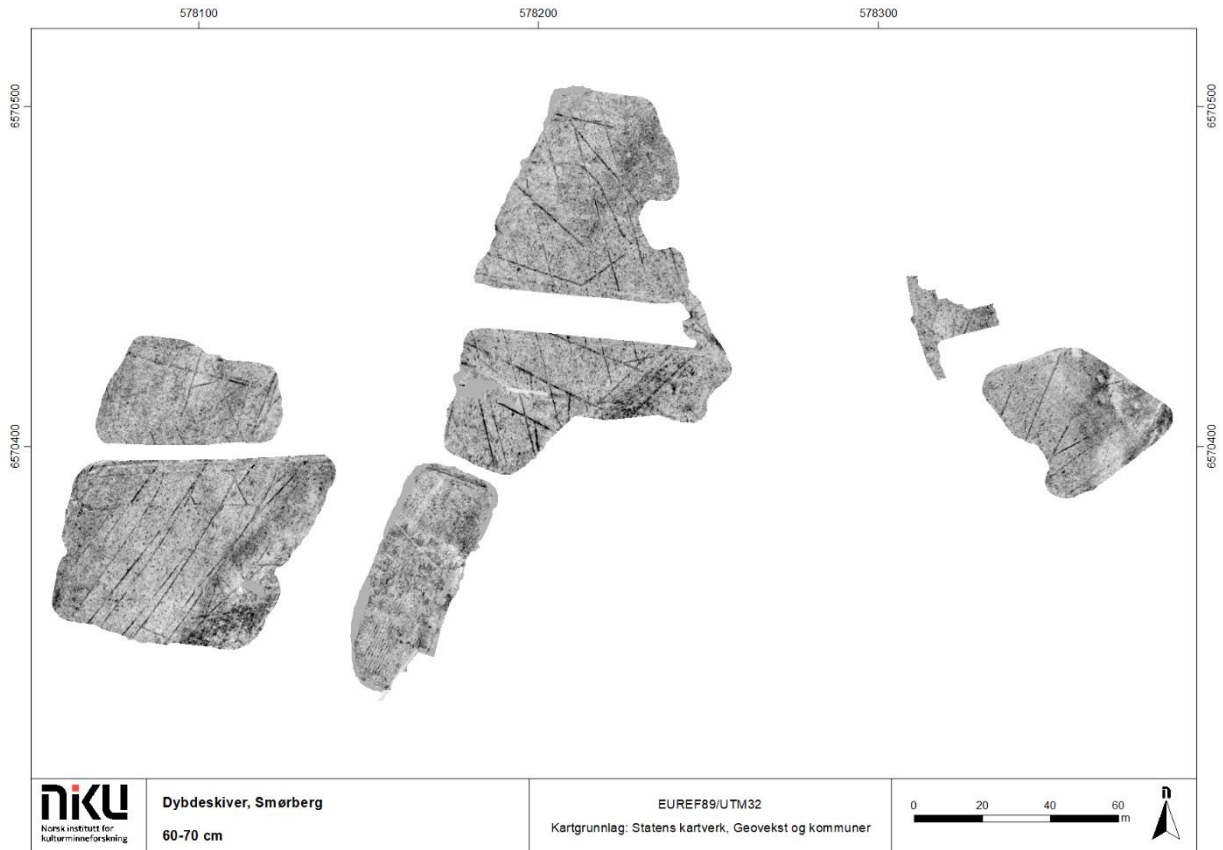 578100 578200 578300
6570500 6570500
6570400 6570400
niKU
Norsk institutt for
kulturminneforskning
Dybdeskiver, Smørberg
60-70 cm
EUREF89/UTM32
Kartgrunnlag: Statens kartverk, Geovekst og kommuner
0 20 40 60
m
n